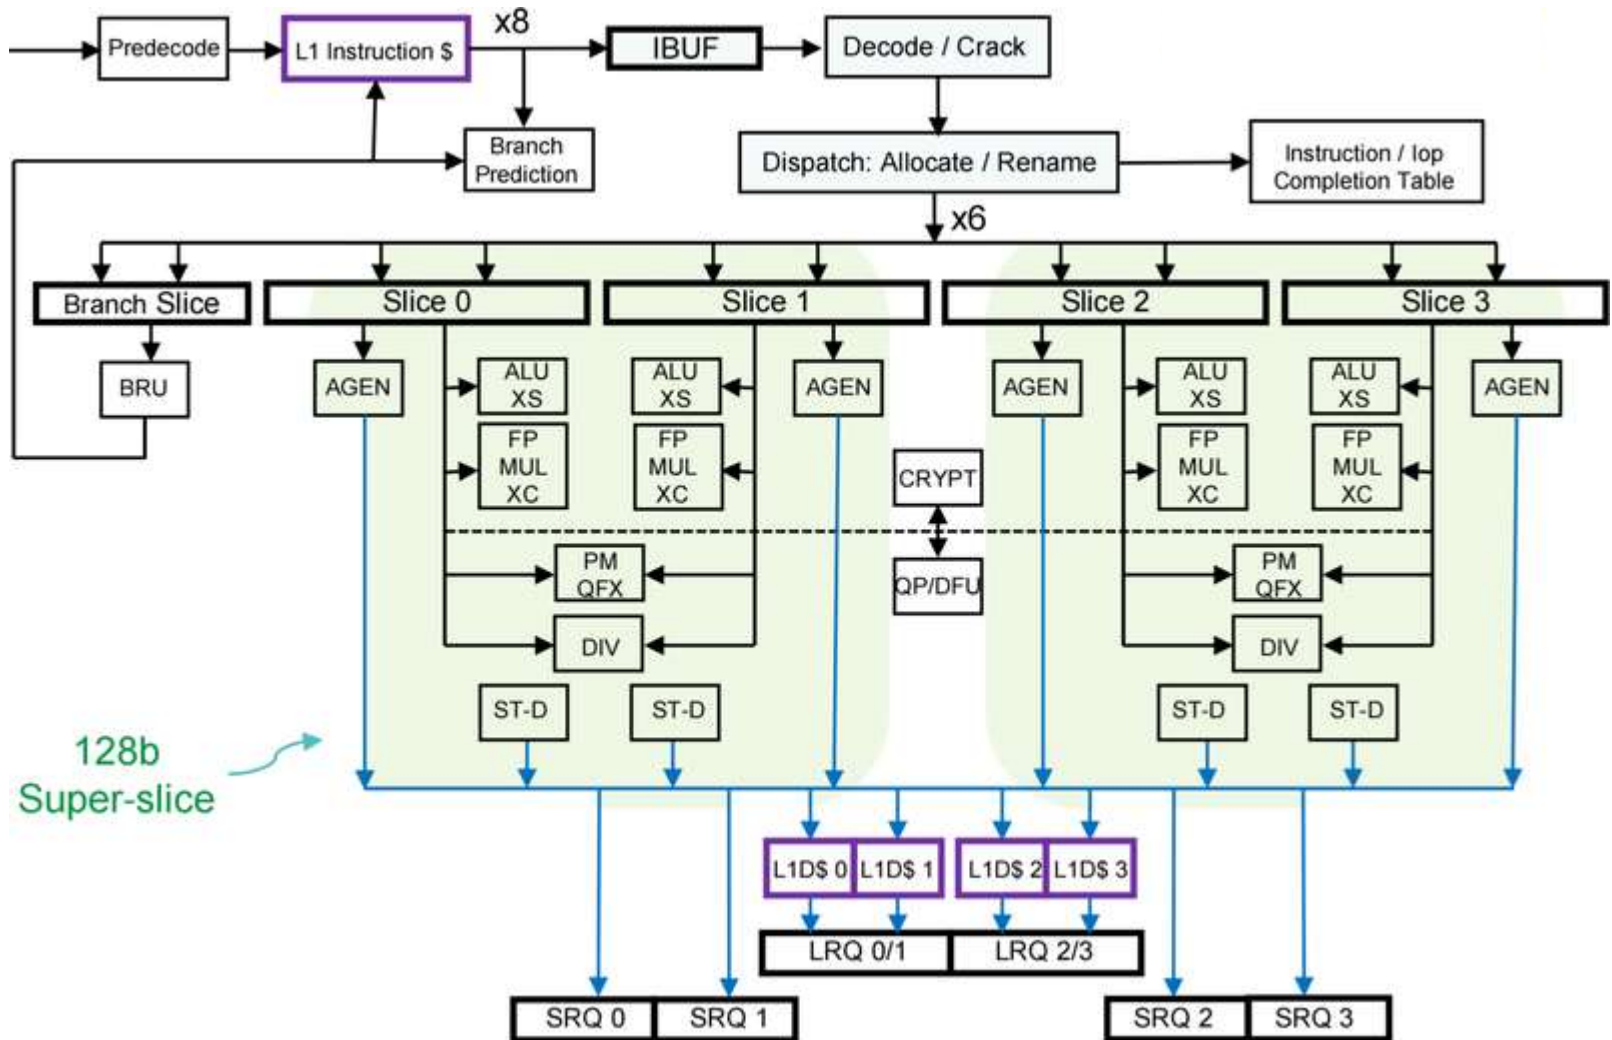 x8
Predecode
L1 Instruction $
IBUF
Decode / Crack
Branch
Prediction
Dispatch: Allocate / Rename
Instruction / Iop
Completion Table
x6
Branch Slice
Slice 0
Slice 1
Slice 2
Slice 3
BRU
AGEN
ALU
XS
ALU
XS
AGEN
AGEN
ALU
XS
ALU
XS
AGEN
FP
MUL
XC
FP
MUL
XC
CRYPT
FP
MUL
XC
FP
MUL
XC
PM
QFX
QP/DFU
PM
QFX
DIV
DIV
ST-D
ST-D
ST-D
ST-D
128b
Super-slice
L1D$ 0
L1D$ 1
L1D$ 2
L1D$ 3
LRQ 0/1
LRQ 2/3
SRQ 0
SRQ 1
SRQ 2
SRQ 3